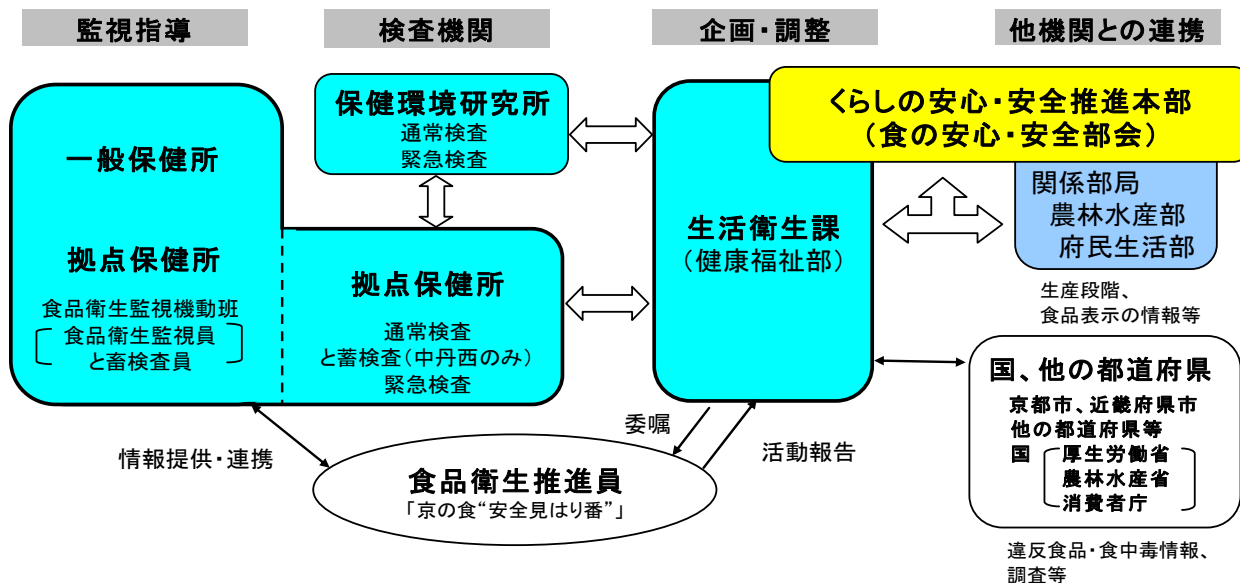 監視指導
検査機関
企画・調整
他機関との連携
一般保健所
拠点保健所
食品衛生監視機動班
食品衛生監視員
と畜検査員
保健環境研究所
通常検査
緊急検査
拠点保健所
通常検査
と蓄検査(中丹西のみ)
緊急検査
生活衛生課
(健康福祉部)
くらしの安心・安全推進本部
(食の安心・安全部会)
関係部局
農林水産部
府民生活部
生産段階、
食品表示の情報等
国、他の都道府県
京都市、近畿府県市
他の都道府県等
国 厚生労働省
農林水産省
消費者庁
違反食品・食中毒情報、
調査等
情報提供・連携
委嘱
活動報告
食品衛生推進員
「京の食“安全見はり番”」